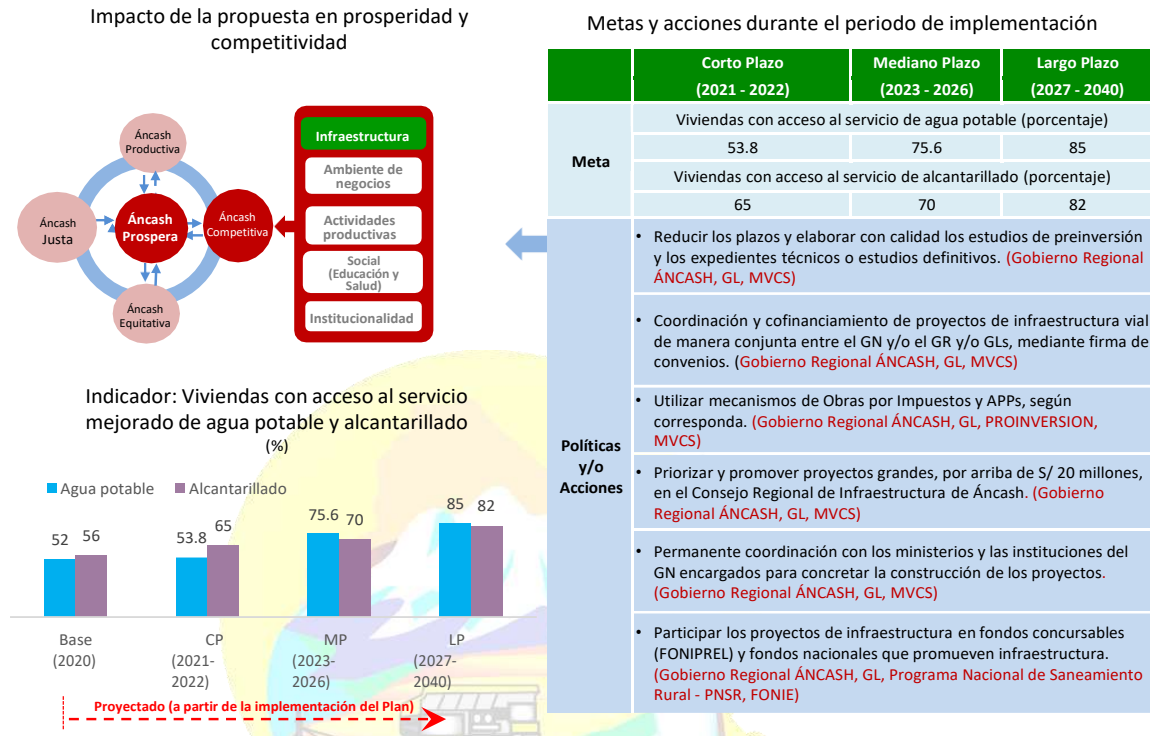 Impacto de la propuesta en prosperidad y
competitividad
Áncash
Productiva
Áncash
Justa
Áncash
Prospera
Áncash
Competitiva
Áncash
Equitativa
Infraestructura
Ambiente de
negocios
Actividades
productivas
Social
(Educación y
Salud)
Institucionalidad
Indicador: Viviendas con acceso al servicio
mejorado de agua potable y alcantarillado
(%)
Agua potable Alcantarillado
52 56 53.8 65 75.6 70 85 82
Base
(2020)
CP
(2021-
2022)
MP
(2023-
2026)
LP
(2027-
2040)
Proyectado (a partir de la implementación del Plan)
Metas y acciones durante el periodo de implementación
Corto Plazo
(2021 - 2022)
Mediano Plazo
(2023 - 2026)
Largo Plazo
(2027 - 2040)
Meta
Viviendas con acceso al servicio de agua potable (porcentaje)
53.8 75.6 85
Viviendas con acceso al servicio de alcantarillado (porcentaje)
65 70 82
Políticas
y/o
Acciones
• Reducir los plazos y elaborar con calidad los estudios de preinversión
y los expedientes técnicos o estudios definitivos. (Gobierno Regional
ÁNCASH, GL, MVCS)
• Coordinación y cofinanciamiento de proyectos de infraestructura vial
de manera conjunta entre el GN y/o el GR y/o GLs, mediante firma de
convenios. (Gobierno Regional ÁNCASH, GL, MVCS)
• Utilizar mecanismos de Obras por Impuestos y APPs, según
corresponda. (Gobierno Regional ÁNCASH, GL, PROINVERSION,
MVCS)
• Priorizar y promover proyectos grandes, por arriba de S/ 20 millones,
en el Consejo Regional de Infraestructura de Áncash. (Gobierno
Regional ÁNCASH, GL, MVCS)
• Permanente coordinación con los ministerios y las instituciones del
GN encargados para concretar la construcción de los proyectos.
(Gobierno Regional ÁNCASH, GL, MVCS)
• Participar los proyectos de infraestructura en fondos concursables
(FONIPREL) y fondos nacionales que promueven infraestructura.
(Gobierno Regional ÁNCASH, GL, Programa Nacional de Saneamiento
Rural - PNSR, FONIE)